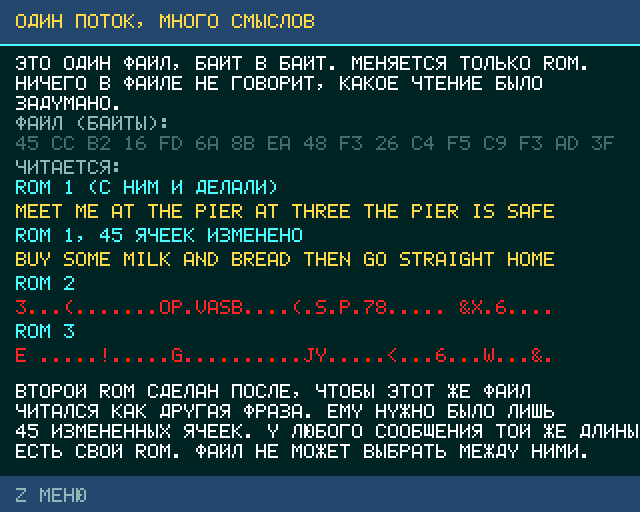 ОДИН ПОТОК, МНОГО СМЫСЛОВ
ЭТО ОДИН ФАЙЛ, БАЙТ В БАЙТ. МЕНЯЕТСЯ ТОЛЬКО ROM.
НИЧЕГО В ФАЙЛЕ НЕ ГОВОРИТ, КАКОЕ ЧТЕНИЕ БЫЛО
ЗАДУМАНО.
ФАЙЛ (БАЙТЫ):
45 CC B2 16 FD 6A 8B EA 48 F3 26 C4 F5 C9 F3 AD 3F
ЧИТАЕТСЯ:
ROM 1 (С НИМ И ДЕЛАЛИ)
MEET ME AT THE PIER AT THREE THE PIER IS SAFE
ROM 1, 45 ЯЧЕЕК ИЗМЕНЕНО
BUY SOME MILK AND BREAD THEN GO STRAIGHT HOME
ROM 2
3...(.......OP.VASB....(.S.P.78..... &X.6....
ROM 3
E .....!.....G..........JY.....<...6...W...&.
ВТОРОЙ ROM СДЕЛАН ПОСЛЕ, ЧТОБЫ ЭТОТ ЖЕ ФАЙЛ
ЧИТАЛСЯ КАК ДРУГАЯ ФРАЗА. ЕМУ НУЖНО БЫЛО ЛИШЬ
45 ИЗМЕНЕННЫХ ЯЧЕЕК. У ЛЮБОГО СООБЩЕНИЯ ТОЙ ЖЕ ДЛИНЫ
ЕСТЬ СВОЙ ROM. ФАЙЛ НЕ МОЖЕТ ВЫБРАТЬ МЕЖДУ НИМИ.
Z МЕНЮ